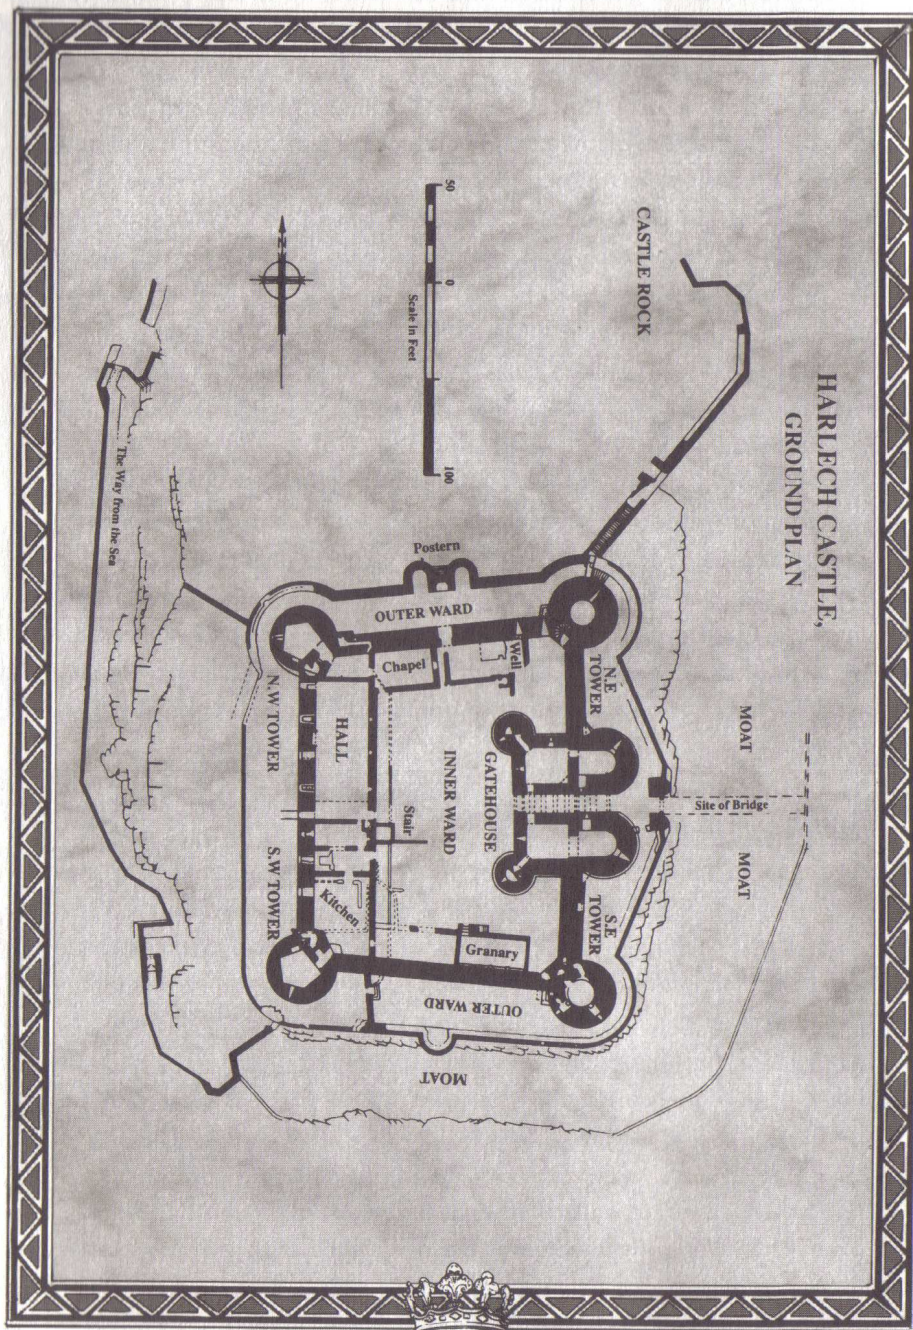 HARLECH CASTLE,
GROUND PLAN
CASTLE ROCK
50
0
100
Scale in Feet
N
MOAT
Site of Bridge
MOAT
N.E
TOWER
S.E
TOWER
Well
GATEHOUSE
Granary
Postern
OUTER WARD
Chapel
INNER WARD
Stair
OUTER WARD
MOAT
HALL
Kitchen
N.W TOWER
S.W TOWER
The Way from the Sea